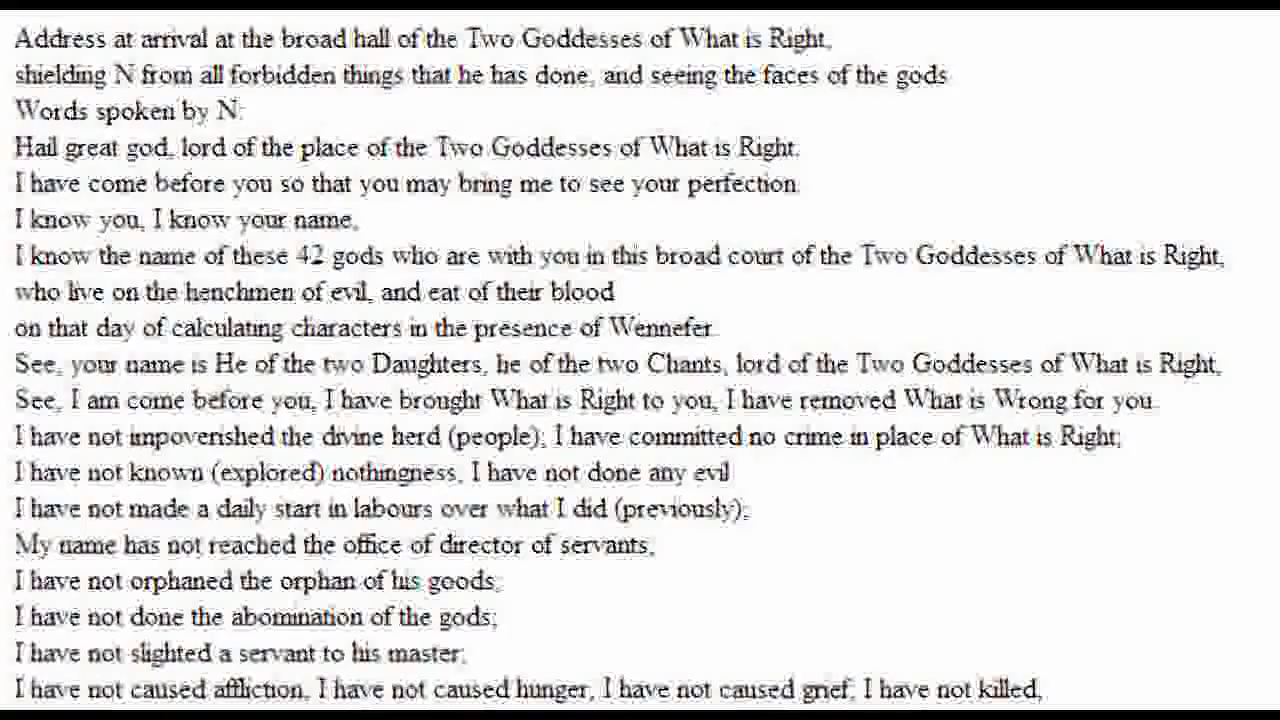 Address at arrival at the broad hall of the Two Goddesses of What is Right,
shielding N from all forbidden things that he has done, and seeing the faces of the gods
Words spoken by N:
Hail great god, lord of the place of the Two Goddesses of What is Right.
I have come before you so that you may bring me to see your perfection.
I know you, I know your name,
I know the name of these 42 gods who are with you in this broad court of the Two Goddesses of What is Right,
who live on the henchmen of evil, and eat of their blood
on that day of calculating characters in the presence of Wennefer.
See, your name is He of the two Daughters, he of the two Chants, lord of the Two Goddesses of What is Right,
See, I am come before you, I have brought What is Right to you, I have removed What is Wrong for you.
I have not impoverished the divine herd (people); I have committed no crime in place of What is Right;
I have not known (explored) nothingness, I have not done any evil
I have not made a daily start in labours over what I did (previously);
My name has not reached the office of director of servants,
I have not orphaned the orphan of his goods;
I have not done the abomination of the gods;
I have not slighted a servant to his master;
I have not caused affliction, I have not caused hunger, I have not caused grief, I have not killed,